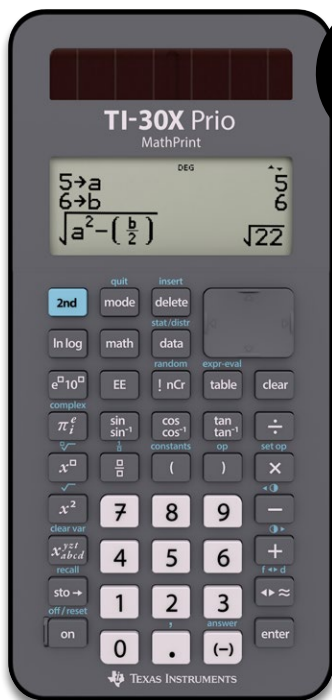 TI-30X Prio
MathPrint
DEG
5→a 5
6→b 6
√a²−(b/2) √22
quit insert
2nd mode delete
stat/distr
ln log math data
random expr-eval
e□10□ EE ! nCr table clear
complex
π e i sin sin⁻¹ cos cos⁻¹ tan tan⁻¹ ÷
constants op set op
x□ □/□ ( ) ×
√
x² 7 8 9 −
clear var
x y z t a b c d 4 5 6 +
recall f◂▸d
sto→ 1 2 3 ◂▸≈
off/reset , answer
on 0 . (−) enter
TEXAS INSTRUMENTS